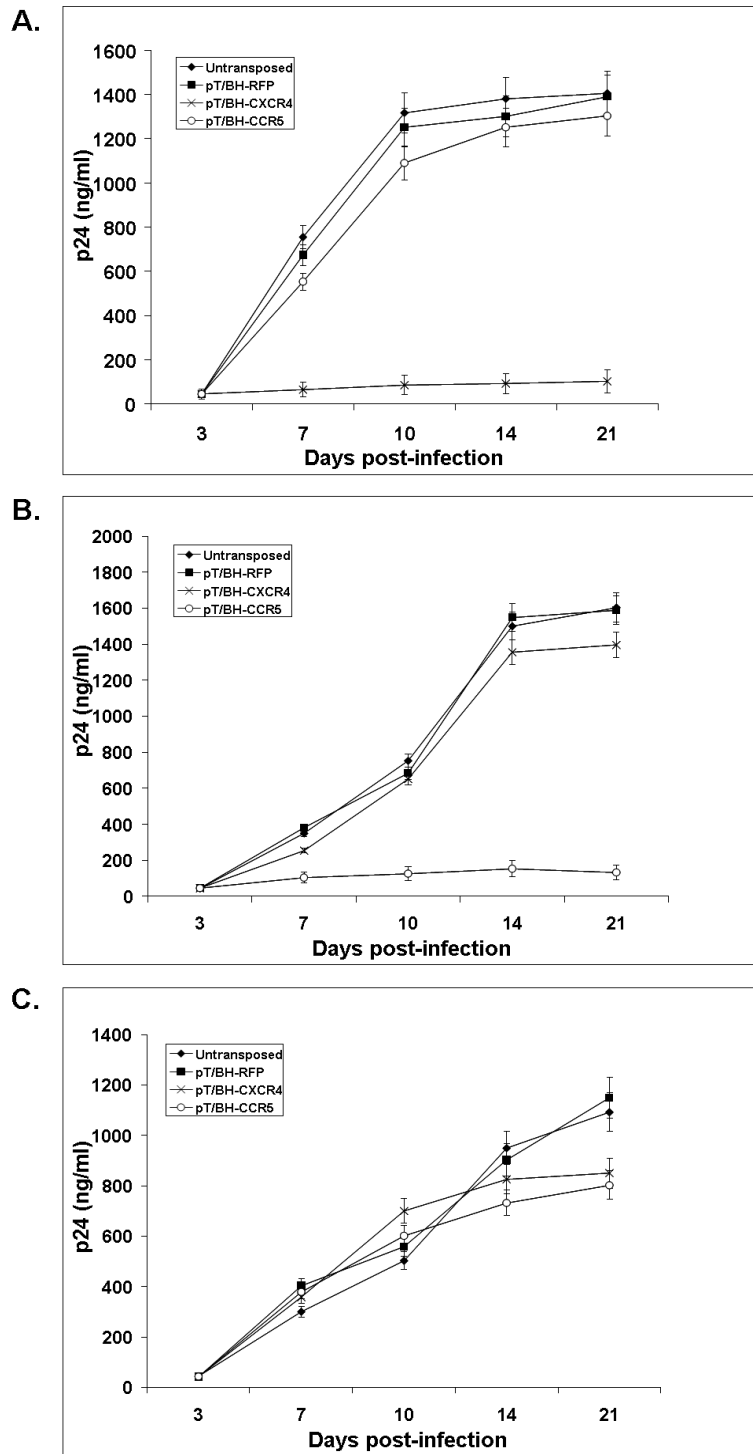 A.
1600
1400
1200
1000
800
600
400
200
0
p24 (ng/ml)
Untransposed
pT/BH-RFP
pT/BH-CXCR4
pT/BH-CCR5
3 7 10 14 21
Days post-infection
B.
2000
1800
1600
1400
1200
1000
800
600
400
200
0
p24 (ng/ml)
Untransposed
pT/BH-RFP
pT/BH-CXCR4
pT/BH-CCR5
3 7 10 14 21
Days post-infection
C.
1400
1200
1000
800
600
400
200
0
p24 (ng/ml)
Untransposed
pT/BH-RFP
pT/BH-CXCR4
pT/BH-CCR5
3 7 10 14 21
Days post-infection